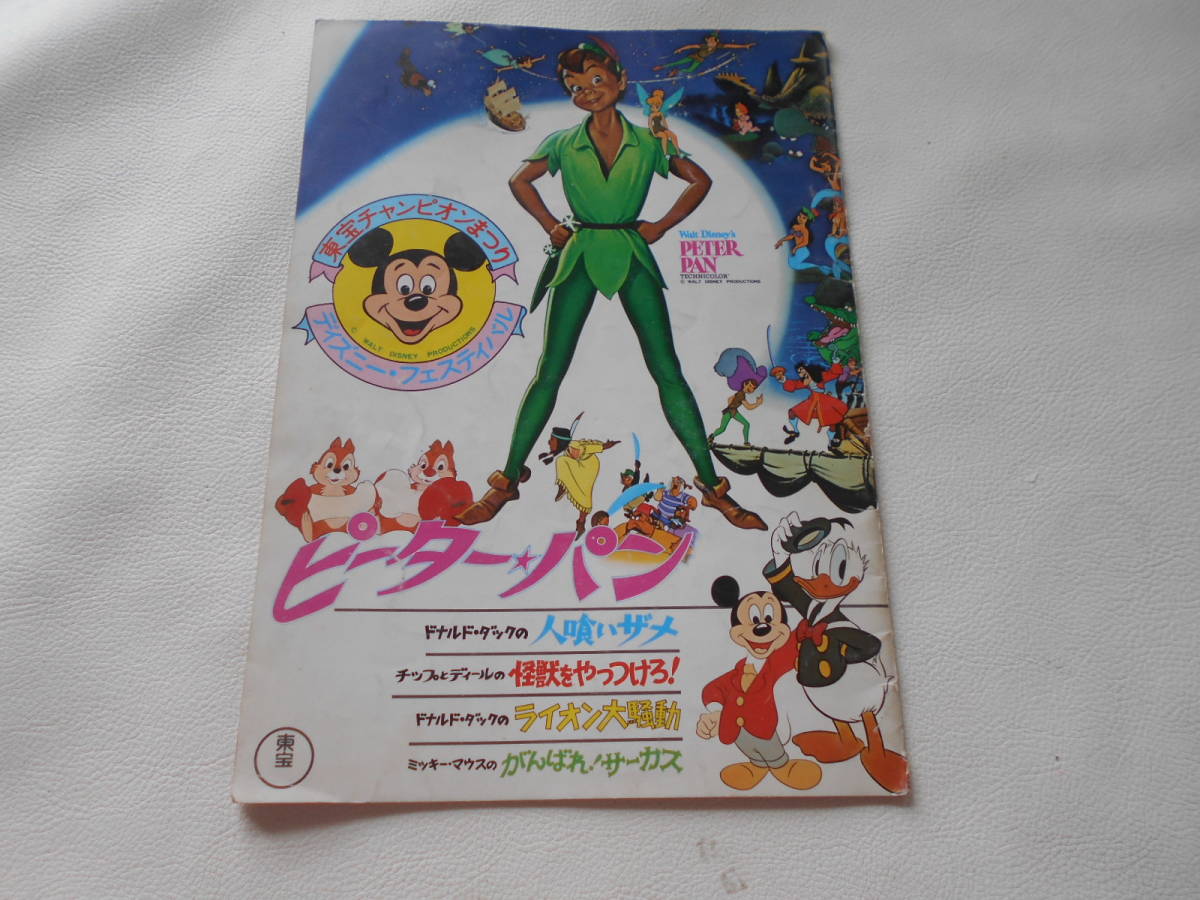 東宝チャンピオンまつり
© WALT DISNEY PRODUCTIONS
ディズニー・フェスティバル
Walt Disney's
PETER
PAN
TECHNICOLOR®
© WALT DISNEY PRODUCTIONS
ピーター★パン
ドナルド・ダックの 人喰いザメ
チップとデールの 怪獣をやっつけろ!
ドナルド・ダックの ライオン大騒動
ミッキー・マウスの がんばれ!サーカス
東宝